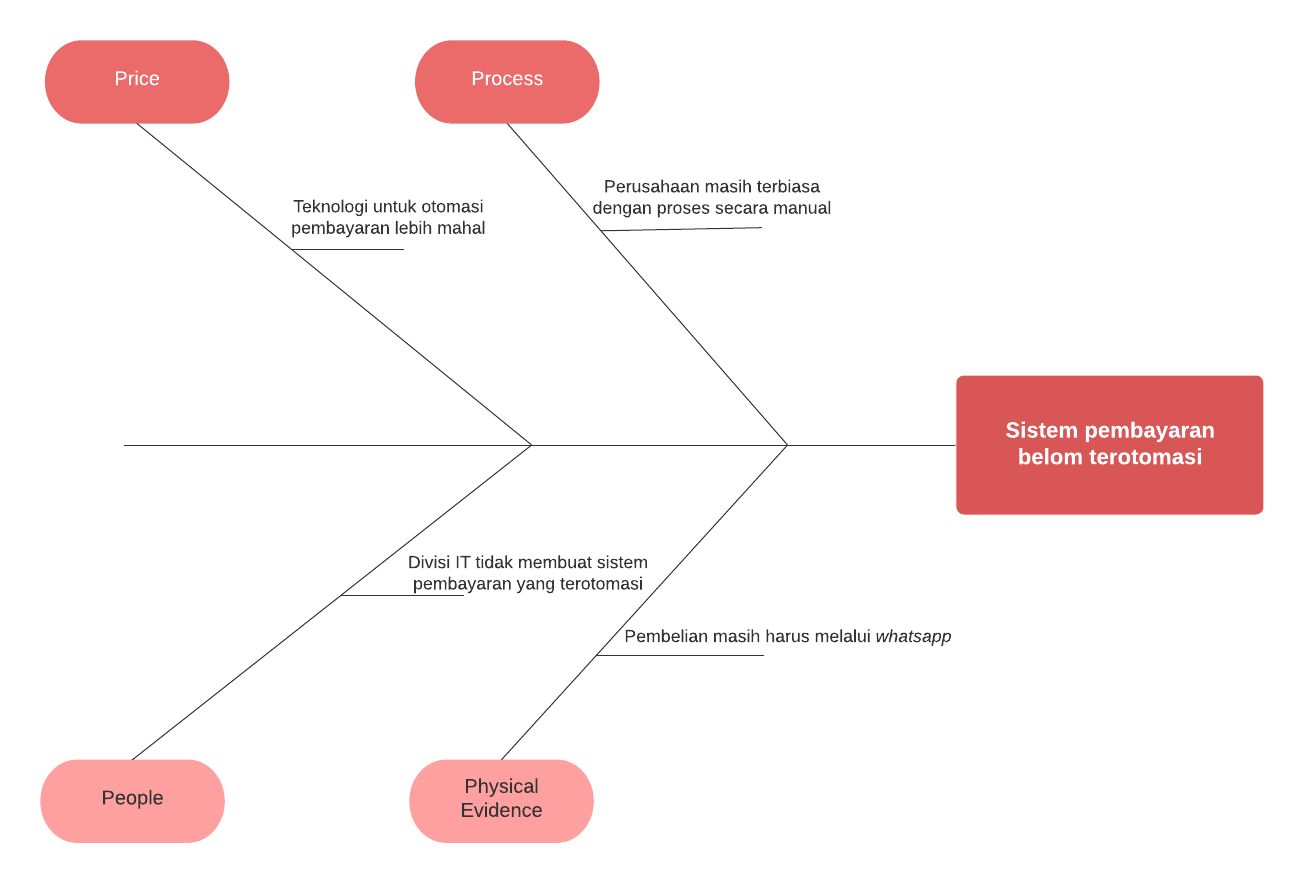 Price
Process
Perusahaan masih terbiasa
dengan proses secara manual
Teknologi untuk otomasi
pembayaran lebih mahal
Sistem pembayaran
belom terotomasi
Divisi IT tidak membuat sistem
pembayaran yang terotomasi
Pembelian masih harus melalui whatsapp
People
Physical
Evidence